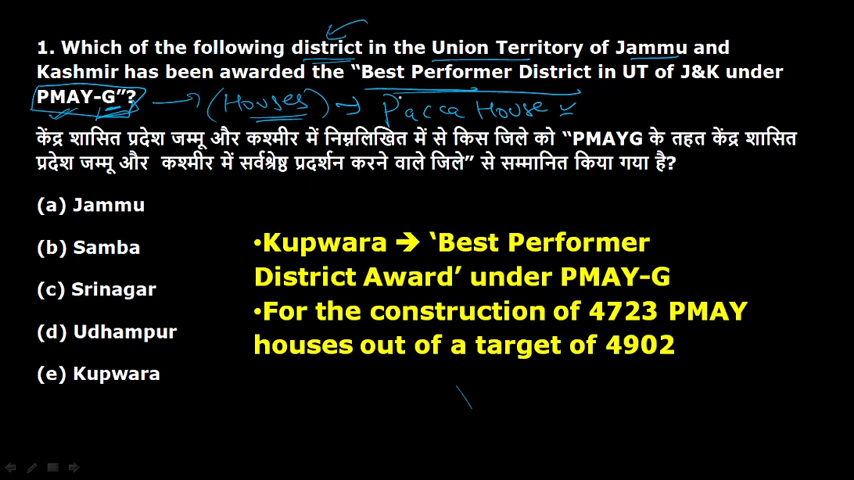 1. Which of the following district in the Union Territory of Jammu and
Kashmir has been awarded the “Best Performer District in UT of J&K under
PMAY-G”? → (Houses) → Pacca House
केंद्र शासित प्रदेश जम्मू और कश्मीर में निम्नलिखित में से किस जिले को “PMAYG के तहत केंद्र शासित
प्रदेश जम्मू और कश्मीर में सर्वश्रेष्ठ प्रदर्शन करने वाले जिले” से सम्मानित किया गया है?
(a) Jammu
(b) Samba
(c) Srinagar
(d) Udhampur
(e) Kupwara
•Kupwara → ‘Best Performer
District Award’ under PMAY-G
•For the construction of 4723 PMAY
houses out of a target of 4902